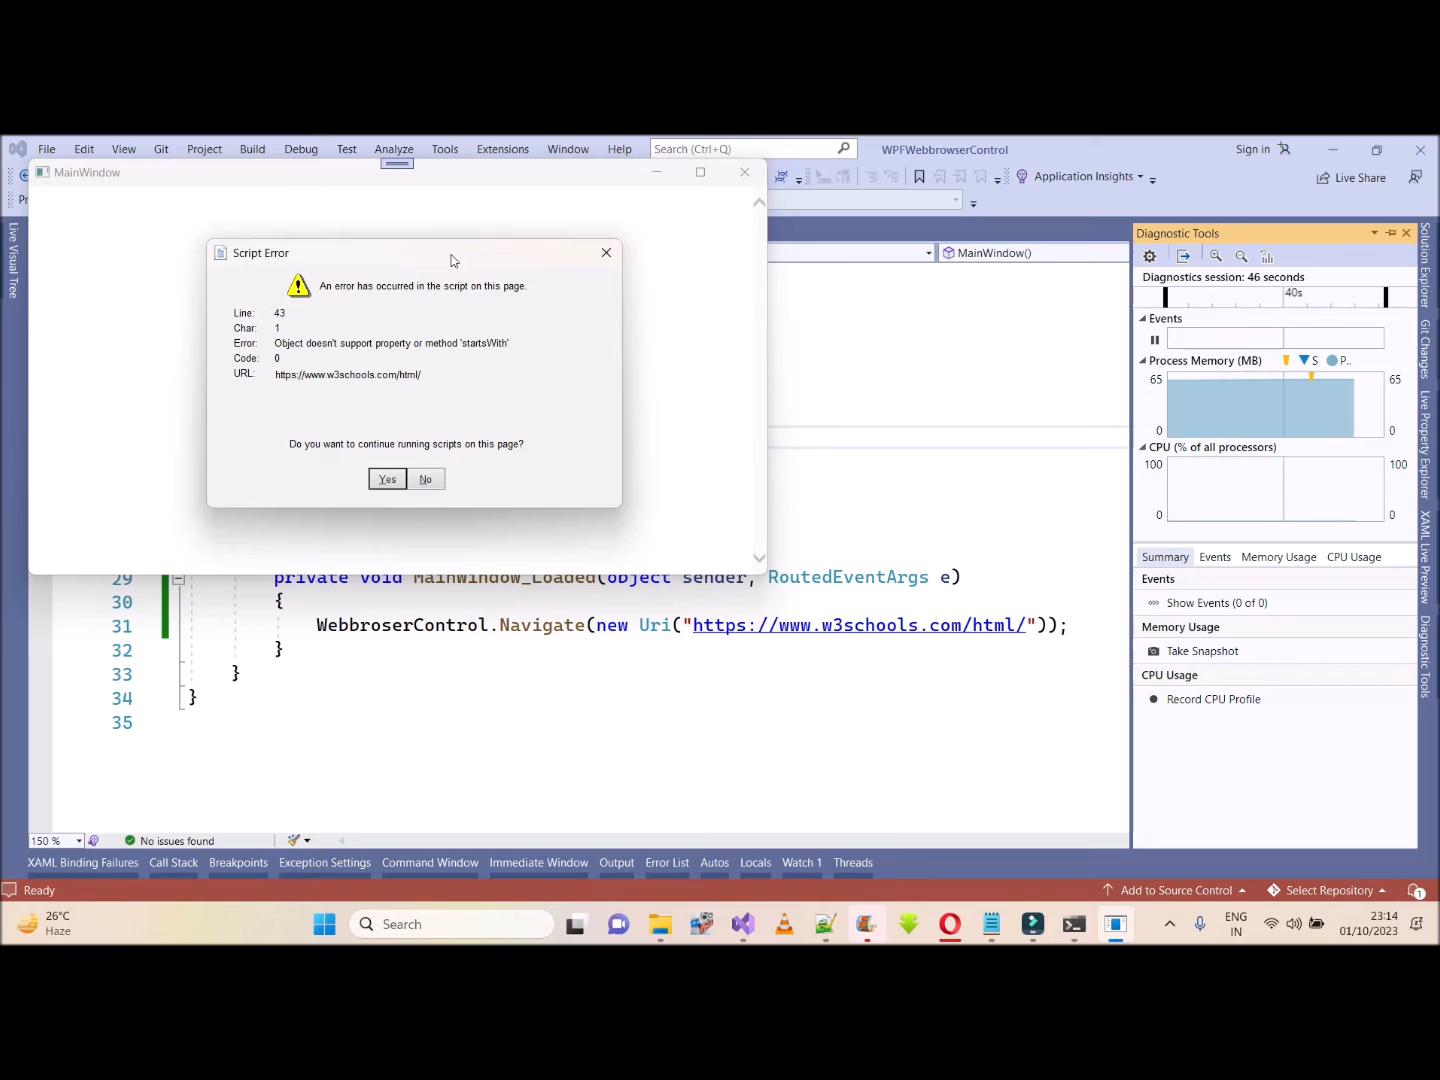 File Edit View Git Project Build Debug Test Analyze Tools Extensions Window Help Search (Ctrl+Q) WPFWebbrowserControl Sign in
MainWindow
Application Insights
Live Share
MainWindow()
Live Visual Tree
Script Error
An error has occurred in the script on this page.
Line: 43
Char: 1
Error: Object doesn't support property or method 'startsWith'
Code: 0
URL: https://www.w3schools.com/html/
Do you want to continue running scripts on this page?
Yes No
29 private void MainWindow_Loaded(object sender, RoutedEventArgs e)
30 {
31 WebbroserControl.Navigate(new Uri("https://www.w3schools.com/html/"));
32 }
33 }
34 }
35
Diagnostic Tools
Diagnostics session: 46 seconds
40s
Events
Process Memory (MB) S P..
65 65
0 0
CPU (% of all processors)
100 100
0 0
Summary Events Memory Usage CPU Usage
Events
Show Events (0 of 0)
Memory Usage
Take Snapshot
CPU Usage
Record CPU Profile
Solution Explorer
Git Changes
Live Property Explorer
XAML Live Preview
Diagnostic Tools
150 % No issues found
XAML Binding Failures Call Stack Breakpoints Exception Settings Command Window Immediate Window Output Error List Autos Locals Watch 1 Threads
Ready Add to Source Control Select Repository 1
26°C
Haze
Search
ENG
IN
23:14
01/10/2023